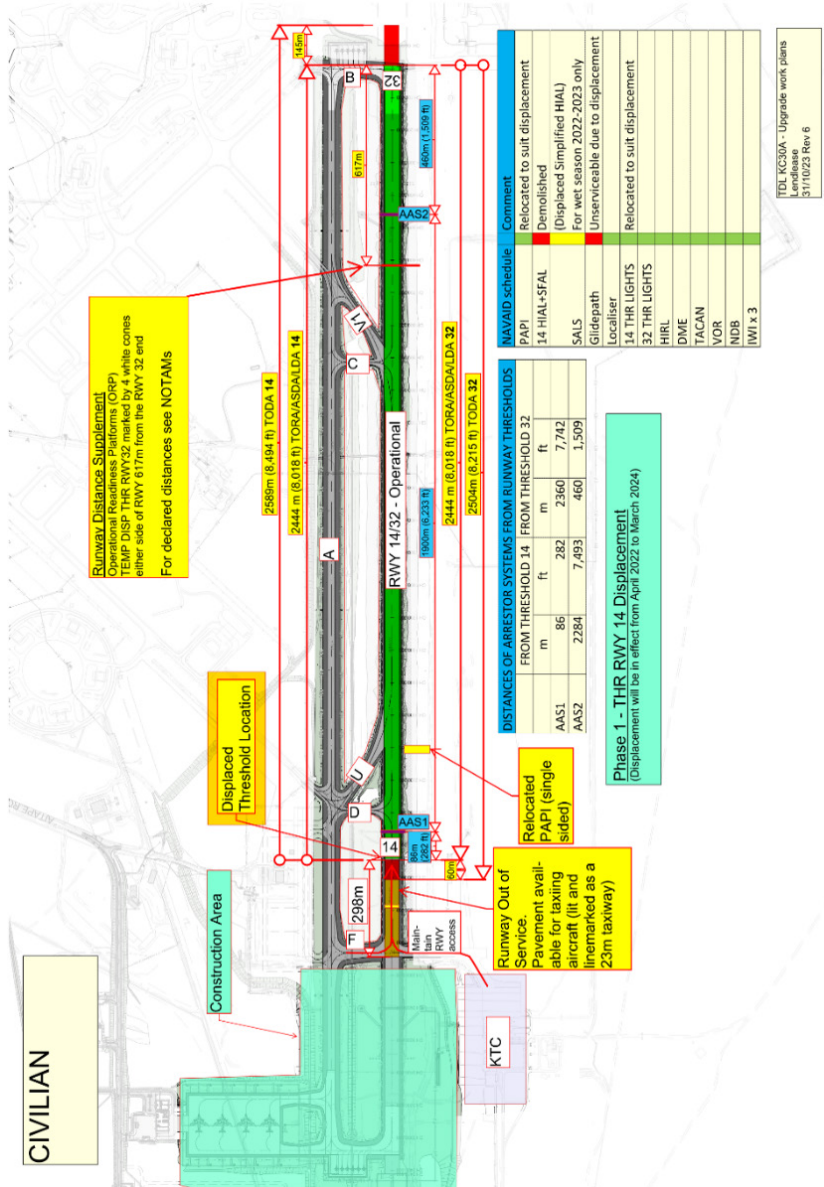 CIVILIAN
Construction Area
Displaced
Threshold Location
Runway Distance Supplement
Operational Readiness Platforms (ORP)
TEMP DISP THR RWY32 marked by 4 white cones
either side of RWY 617m from the RWY 32 end
For declared distances see NOTAMs
2589m (8,494 ft) TODA 14
2444 m (8,018 ft) TORA/ASDA/LDA 14
145m
617m
298m
A
B
C
D
F
U
V1
14
32
RWY 14/32 - Operational
AAS1
AAS2
86m
(282 ft)
60m
1900m (6,233 ft)
460m (1,509 ft)
2444 m (8,018 ft) TORA/ASDA/LDA 32
2504m (8,215 ft) TODA 32
Main-
tain
RWY
access
KTC
Runway Out of
Service.
Pavement avail-
able for taxiing
aircraft (lit and
linemarked as a
23m taxiway)
Relocated
PAPI (single
sided)
DISTANCES OF ARRESTOR SYSTEMS FROM RUNWAY THRESHOLDS
FROM THRESHOLD 14 FROM THRESHOLD 32
m ft m ft
AAS1 86 282 2360 7,742
AAS2 2284 7,493 460 1,509
Phase 1 - THR RWY 14 Displacement
(Displacement will be in effect from April 2022 to March 2024)
NAVAID schedule Comment
PAPI Relocated to suit displacement
14 HIAL+SFAL Demolished
(Displaced Simplified HIAL)
SALS For wet season 2022-2023 only
Glidepath Unserviceable due to displacement
Localiser
14 THR LIGHTS Relocated to suit displacement
32 THR LIGHTS
HIRL
DME
TACAN
VOR
NDB
IWI x 3
TDL KC30A - Upgrade work plans
Lendlease
31/10/23 Rev 6